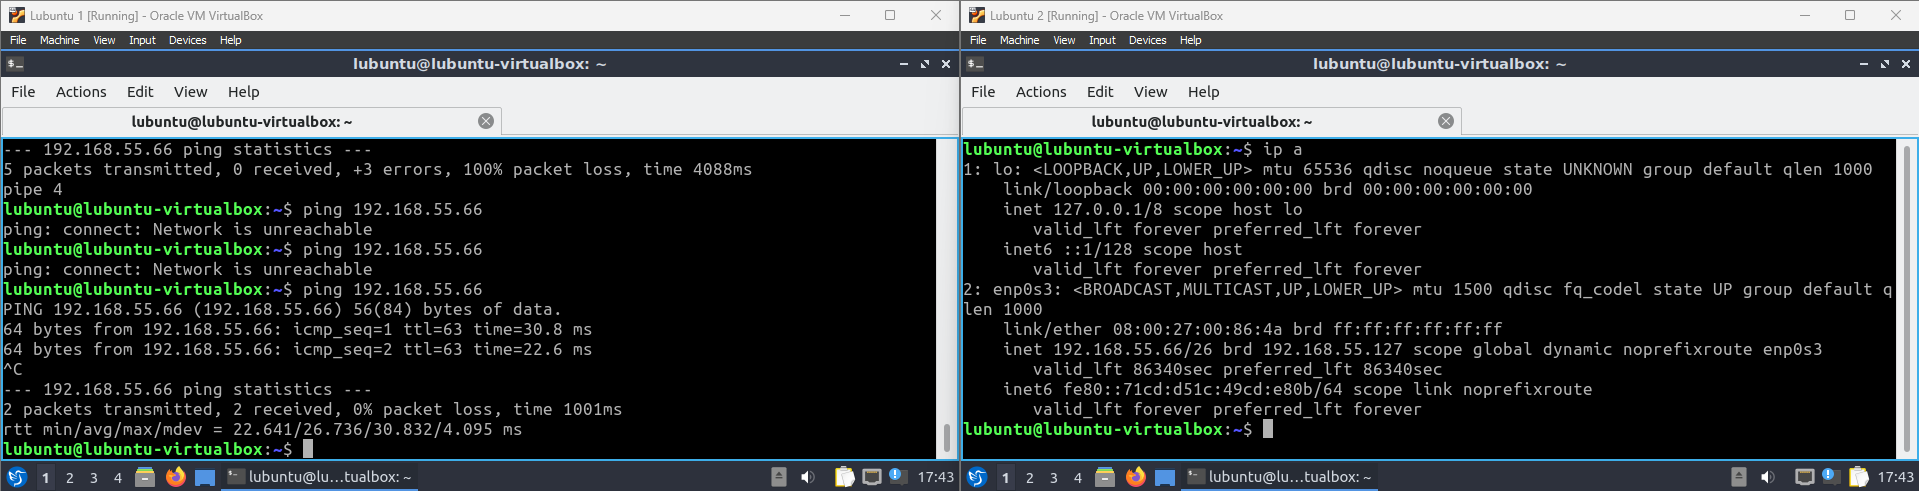 Lubuntu 1 [Running] - Oracle VM VirtualBox
File Machine View Input Devices Help
lubuntu@lubuntu-virtualbox: ~
File Actions Edit View Help
lubuntu@lubuntu-virtualbox: ~
--- 192.168.55.66 ping statistics ---
5 packets transmitted, 0 received, +3 errors, 100% packet loss, time 4088ms
pipe 4
lubuntu@lubuntu-virtualbox:~$ ping 192.168.55.66
ping: connect: Network is unreachable
lubuntu@lubuntu-virtualbox:~$ ping 192.168.55.66
ping: connect: Network is unreachable
lubuntu@lubuntu-virtualbox:~$ ping 192.168.55.66
PING 192.168.55.66 (192.168.55.66) 56(84) bytes of data.
64 bytes from 192.168.55.66: icmp_seq=1 ttl=63 time=30.8 ms
64 bytes from 192.168.55.66: icmp_seq=2 ttl=63 time=22.6 ms
^C
--- 192.168.55.66 ping statistics ---
2 packets transmitted, 2 received, 0% packet loss, time 1001ms
rtt min/avg/max/mdev = 22.641/26.736/30.832/4.095 ms
lubuntu@lubuntu-virtualbox:~$
1 2 3 4 lubuntu@lu...tualbox: ~ 17:43
Lubuntu 2 [Running] - Oracle VM VirtualBox
File Machine View Input Devices Help
lubuntu@lubuntu-virtualbox: ~
File Actions Edit View Help
lubuntu@lubuntu-virtualbox: ~
lubuntu@lubuntu-virtualbox:~$ ip a
1: lo: <LOOPBACK,UP,LOWER_UP> mtu 65536 qdisc noqueue state UNKNOWN group default qlen 1000
link/loopback 00:00:00:00:00:00 brd 00:00:00:00:00:00
inet 127.0.0.1/8 scope host lo
valid_lft forever preferred_lft forever
inet6 ::1/128 scope host
valid_lft forever preferred_lft forever
2: enp0s3: <BROADCAST,MULTICAST,UP,LOWER_UP> mtu 1500 qdisc fq_codel state UP group default q
len 1000
link/ether 08:00:27:00:86:4a brd ff:ff:ff:ff:ff:ff
inet 192.168.55.66/26 brd 192.168.55.127 scope global dynamic noprefixroute enp0s3
valid_lft 86340sec preferred_lft 86340sec
inet6 fe80::71cd:d51c:49cd:e80b/64 scope link noprefixroute
valid_lft forever preferred_lft forever
lubuntu@lubuntu-virtualbox:~$
1 2 3 4 lubuntu@lu...tualbox: ~ 17:43